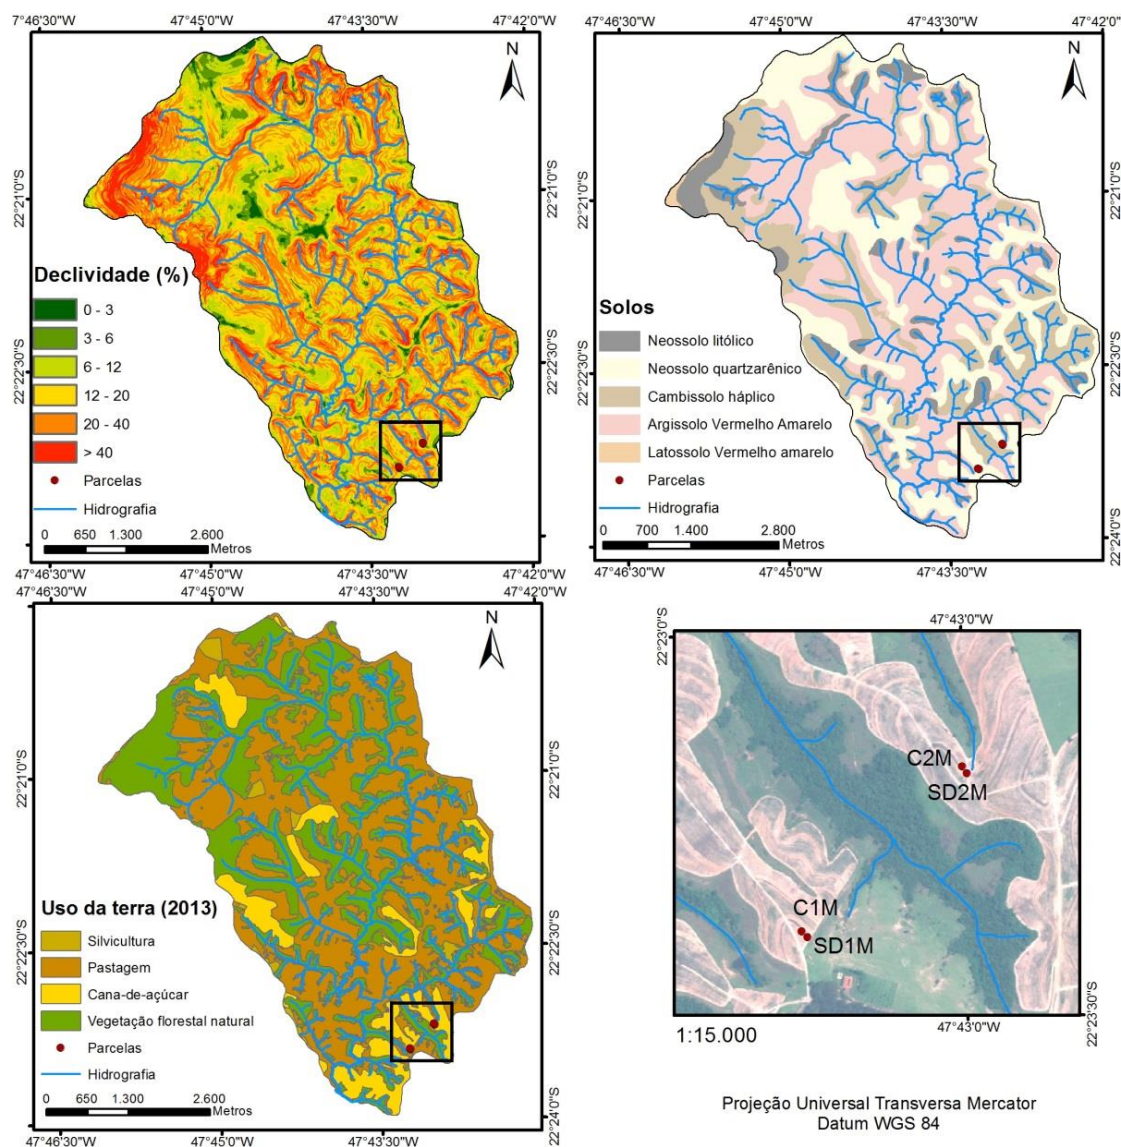 7°46'30"W 47°45'0"W 47°43'30"W 47°42'0"W
N
22°21'0"S
22°22'30"S
22°21'0"S
22°22'30"S
Declividade (%)
0 - 3
3 - 6
6 - 12
12 - 20
20 - 40
> 40
Parcelas
Hidrografia
0 650 1.300 2.600
Metros
47°46'30"W 47°45'0"W 47°43'30"W 47°42'0"W
47°46'30"W 47°45'0"W 47°43'30"W 47°42'0"W
N
22°21'0"S
22°22'30"S
22°21'0"S
22°22'30"S
22°24'0"S
Solos
Neossolo litólico
Neossolo quartzarênico
Cambissolo háplico
Argissolo Vermelho Amarelo
Latossolo Vermelho amarelo
Parcelas
Hidrografia
0 700 1.400 2.800
Metros
47°46'30"W 47°45'0"W 47°43'30"W
47°46'30"W 47°45'0"W 47°43'30"W 47°42'0"W
N
22°21'0"S
22°22'30"S
22°21'0"S
22°22'30"S
22°24'0"S
Uso da terra (2013)
Silvicultura
Pastagem
Cana-de-açúcar
Vegetação florestal natural
Parcelas
Hidrografia
0 650 1.300 2.600
Metros
47°46'30"W 47°45'0"W 47°43'30"W
47°43'0"W
22°23'0"S
C2M
SD2M
C1M
SD1M
22°23'30"S
47°43'0"W
1:15.000
Projeção Universal Transversa Mercator
Datum WGS 84